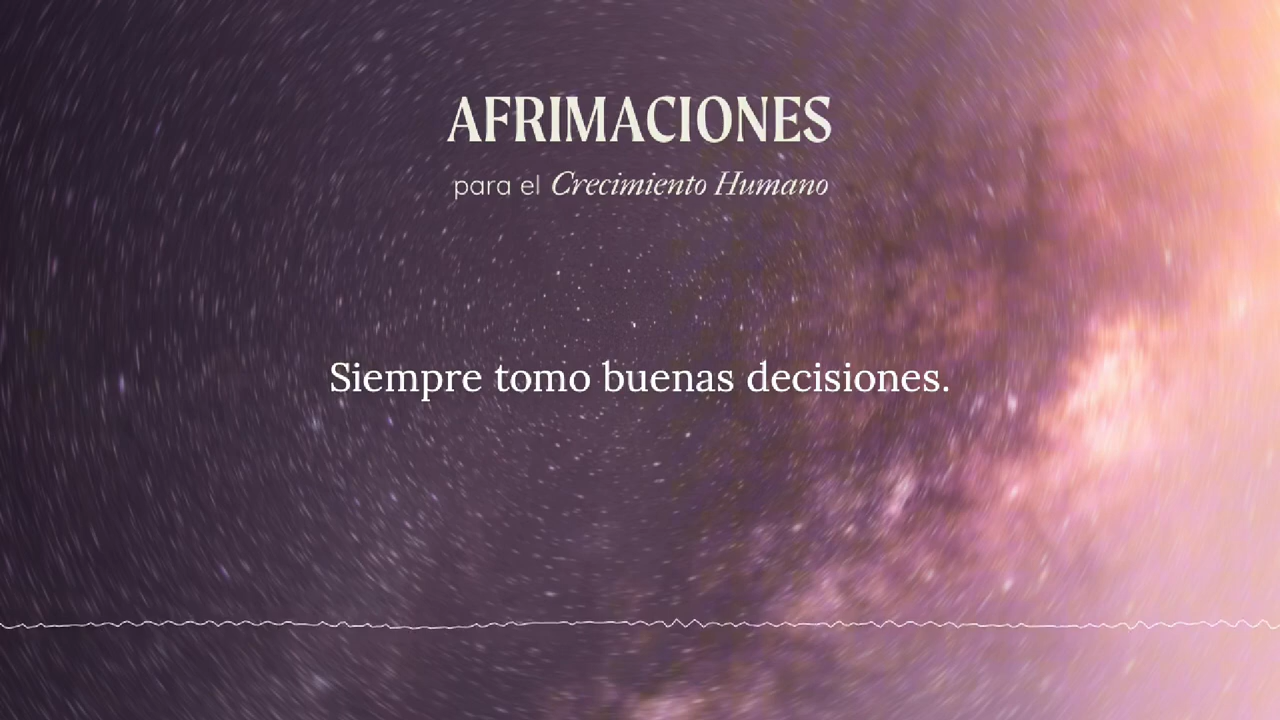 AFRIMACIONES
para el Crecimiento Humano
Siempre tomo buenas decisiones.